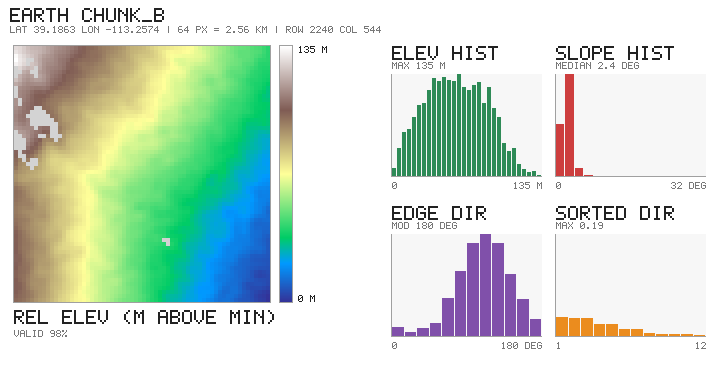 EARTH CHUNK_B
LAT 39.1863 LON -113.2574 | 64 PX = 2.56 KM | ROW 2240 COL 544
135 M
0 M
REL ELEV (M ABOVE MIN)
VALID 98%
ELEV HIST
MAX 135 M
0 135 M
SLOPE HIST
MEDIAN 2.4 DEG
0 32 DEG
EDGE DIR
MOD 180 DEG
0 180 DEG
SORTED DIR
MAX 0.19
1 12